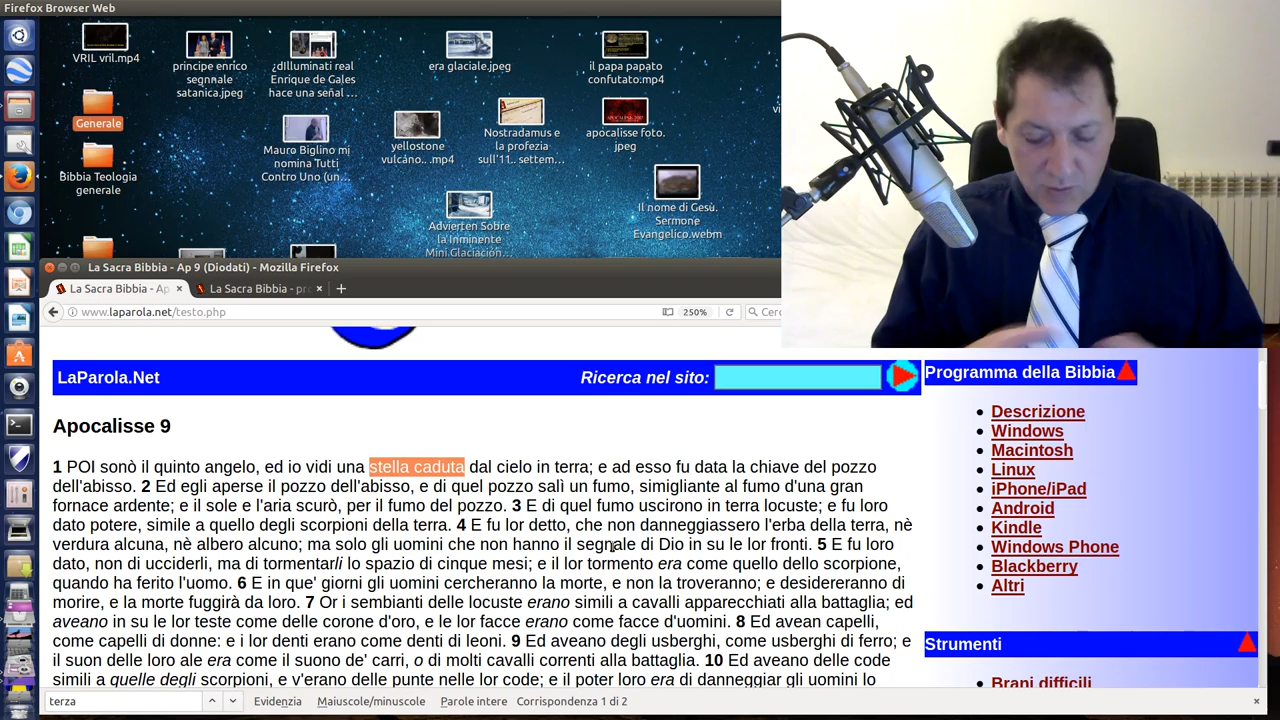 Firefox Browser Web
VRIL vril.mp4
principe enrico
segnnale
satanica.jpeg
¿dIlluminati real
Enrique de Gales
hace una señal ...
era glaciale.jpeg
il papa papato
confutato.mp4
Generale
Mauro Biglino mi
nomina Tutti
Contro Uno (un...
yellostone
vulcáno.. ..mp4
Nostradamus e
la profezia
sull'11.. settem...
apocalisse foto.
jpeg
Bibbia Teologia
generale
Advierten Sobre
la Inminente
Mini Glaciación...
Il nome di Gesù.
Sermone
Evangelico.webm
La Sacra Bibbia - Ap 9 (Diodati) - Mozilla Firefox
La Sacra Bibbia - Ap × La Sacra Bibbia - pr × +
www.laparola.net/testo.php 250% Cerc
LaParola.Net Ricerca nel sito:
Programma della Bibbia
Descrizione
Windows
Macintosh
Linux
iPhone/iPad
Android
Kindle
Windows Phone
Blackberry
Altri
Strumenti
Brani difficili
Apocalisse 9
1 POI sonò il quinto angelo, ed io vidi una stella caduta dal cielo in terra; e ad esso fu data la chiave del pozzo
dell'abisso. 2 Ed egli aperse il pozzo dell'abisso, e di quel pozzo salì un fumo, simigliante al fumo d'una gran
fornace ardente; e il sole e l'aria scurò, per il fumo del pozzo. 3 E di quel fumo uscirono in terra locuste; e fu loro
dato potere, simile a quello degli scorpioni della terra. 4 E fu lor detto, che non danneggiassero l'erba della terra, nè
verdura alcuna, nè albero alcuno; ma solo gli uomini che non hanno il segnale di Dio in su le lor fronti. 5 E fu loro
dato, non di ucciderli, ma di tormentarli lo spazio di cinque mesi; e il lor tormento era come quello dello scorpione,
quando ha ferito l'uomo. 6 E in que' giorni gli uomini cercheranno la morte, e non la troveranno; e desidereranno di
morire, e la morte fuggirà da loro. 7 Or i sembianti delle locuste erano simili a cavalli apparecchiati alla battaglia; ed
aveano in su le lor teste come delle corone d'oro, e le lor facce erano come facce d'uomini. 8 Ed avean capelli,
come capelli di donne: e i lor denti erano come denti di leoni. 9 Ed aveano degli usberghi, come usberghi di ferro; e
il suon delle loro ale era come il suono de' carri, o di molti cavalli correnti alla battaglia. 10 Ed aveano delle code
simili a quelle degli scorpioni, e v'erano delle punte nelle lor code; e il poter loro era di danneggiar gli uomini lo
terza Evidenzia Maiuscole/minuscole Parole intere Corrispondenza 1 di 2 ×